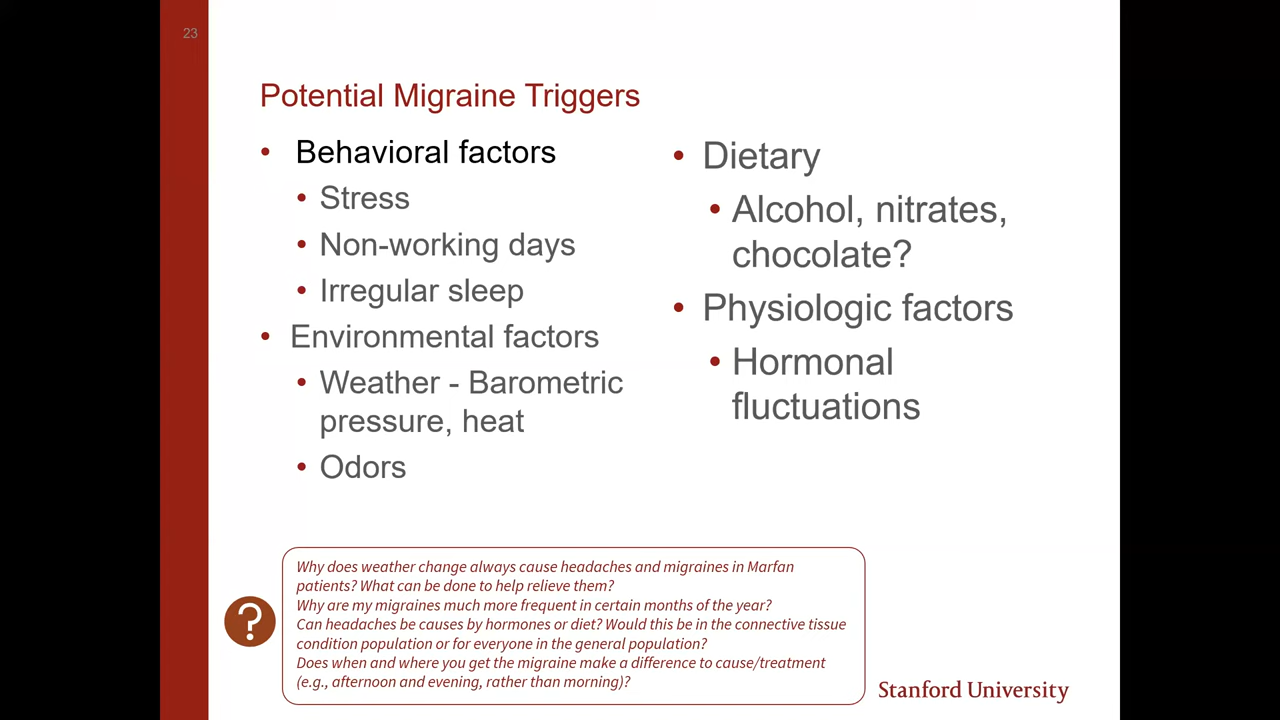 23
Potential Migraine Triggers
• Behavioral factors
• Stress
• Non-working days
• Irregular sleep
• Environmental factors
• Weather - Barometric
pressure, heat
• Odors
• Dietary
• Alcohol, nitrates,
chocolate?
• Physiologic factors
• Hormonal
fluctuations
?
Why does weather change always cause headaches and migraines in Marfan
patients? What can be done to help relieve them?
Why are my migraines much more frequent in certain months of the year?
Can headaches be causes by hormones or diet? Would this be in the connective tissue
condition population or for everyone in the general population?
Does when and where you get the migraine make a difference to cause/treatment
(e.g., afternoon and evening, rather than morning)?
Stanford University